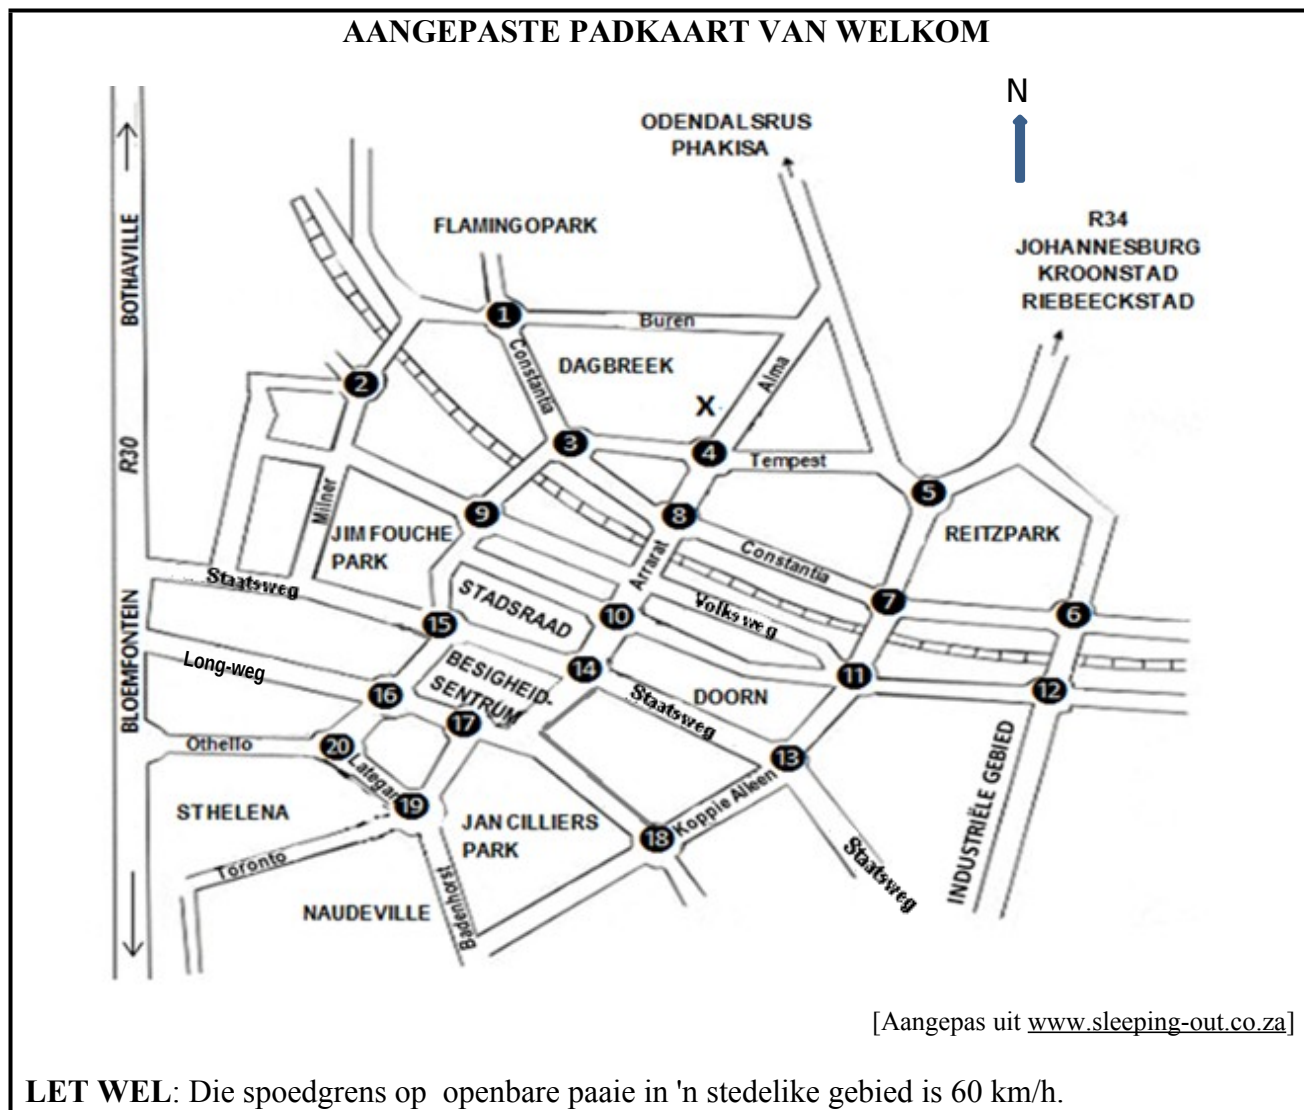 AANGEPASTE PADKAART VAN WELKOM
N
ODENDALSRUS
PHAKISA
R34
JOHANNESBURG
KROONSTAD
RIEBEECKSTAD
BOTHAVILLE
FLAMINGOPARK
1
Buren
Constantia
DAGBREEK
Alma
X
2
3
4
Tempest
5
R30
Milner
9
8
JIM FOUCHE
PARK
REITZPARK
Constantia
Arrarat
Staatsweg
STADSRAAD
Volksweg
7
6
10
15
BLOEMFONTEIN
Long-weg
BESIGHEID-
SENTRUM
14
DOORN
11
12
16
17
Staatsweg
Othello
20
13
INDUSTRIËLE GEBIED
Lategan
19
ST HELENA
JAN CILLIERS
PARK
18
Koppie Alleen
Toronto
Staatsweg
NAUDEVILLE
Badenhorst
[Aangepas uit www.sleeping-out.co.za]
LET WEL: Die spoedgrens op openbare paaie in 'n stedelike gebied is 60 km/h.